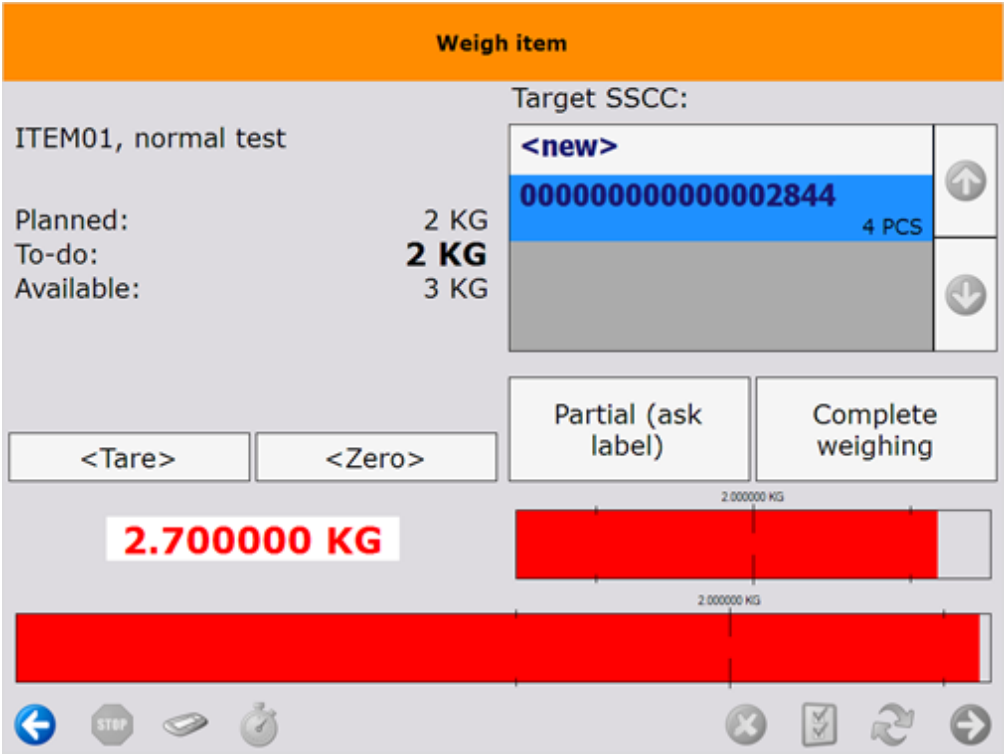 Weigh item
Target SSCC:
ITEM01, normal test
<new>
000000000000002844
4 PCS
Planned: 2 KG
To-do: 2 KG
Available: 3 KG
Partial (ask
label)
Complete
weighing
<Tare>
<Zero>
2.000000 KG
2.700000 KG
2.000000 KG
STOP